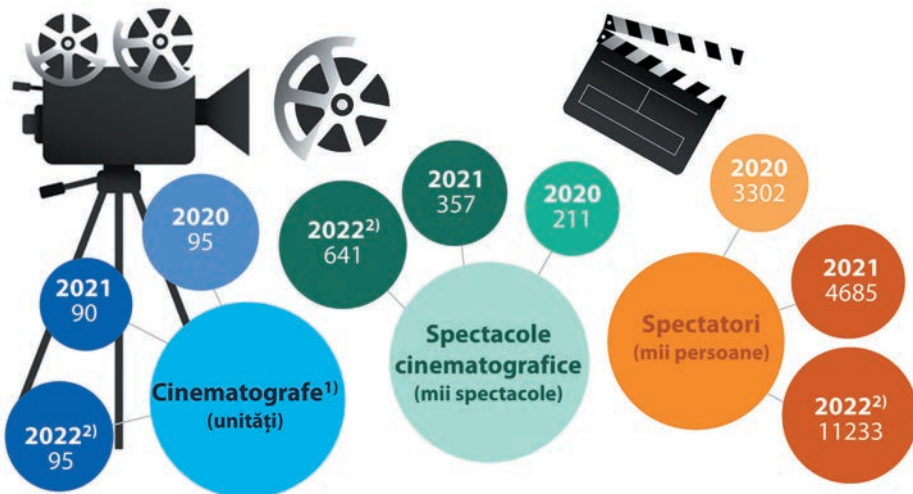 2020
95
2021
90
2022²⁾
95
Cinematografe¹⁾
(unități)
2022²⁾
641
2021
357
2020
211
Spectacole
cinematografice
(mii spectacole)
2020
3302
2021
4685
2022²⁾
11233
Spectatori
(mii persoane)